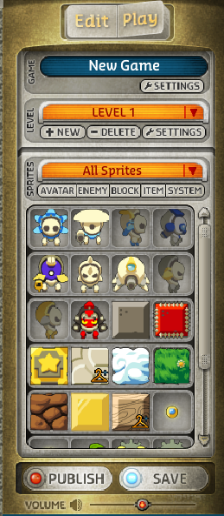 Edit Play
GAME
New Game
SETTINGS
LEVEL
LEVEL 1
+ NEW - DELETE SETTINGS
SPRITES
All Sprites
AVATAR ENEMY BLOCK ITEM SYSTEM
PUBLISH SAVE
VOLUME